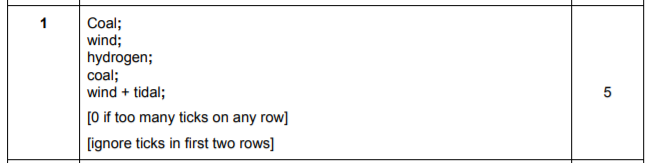 1
Coal;
wind;
hydrogen;
coal;
wind + tidal;
5
[0 if too many ticks on any row]
[ignore ticks in first two rows]